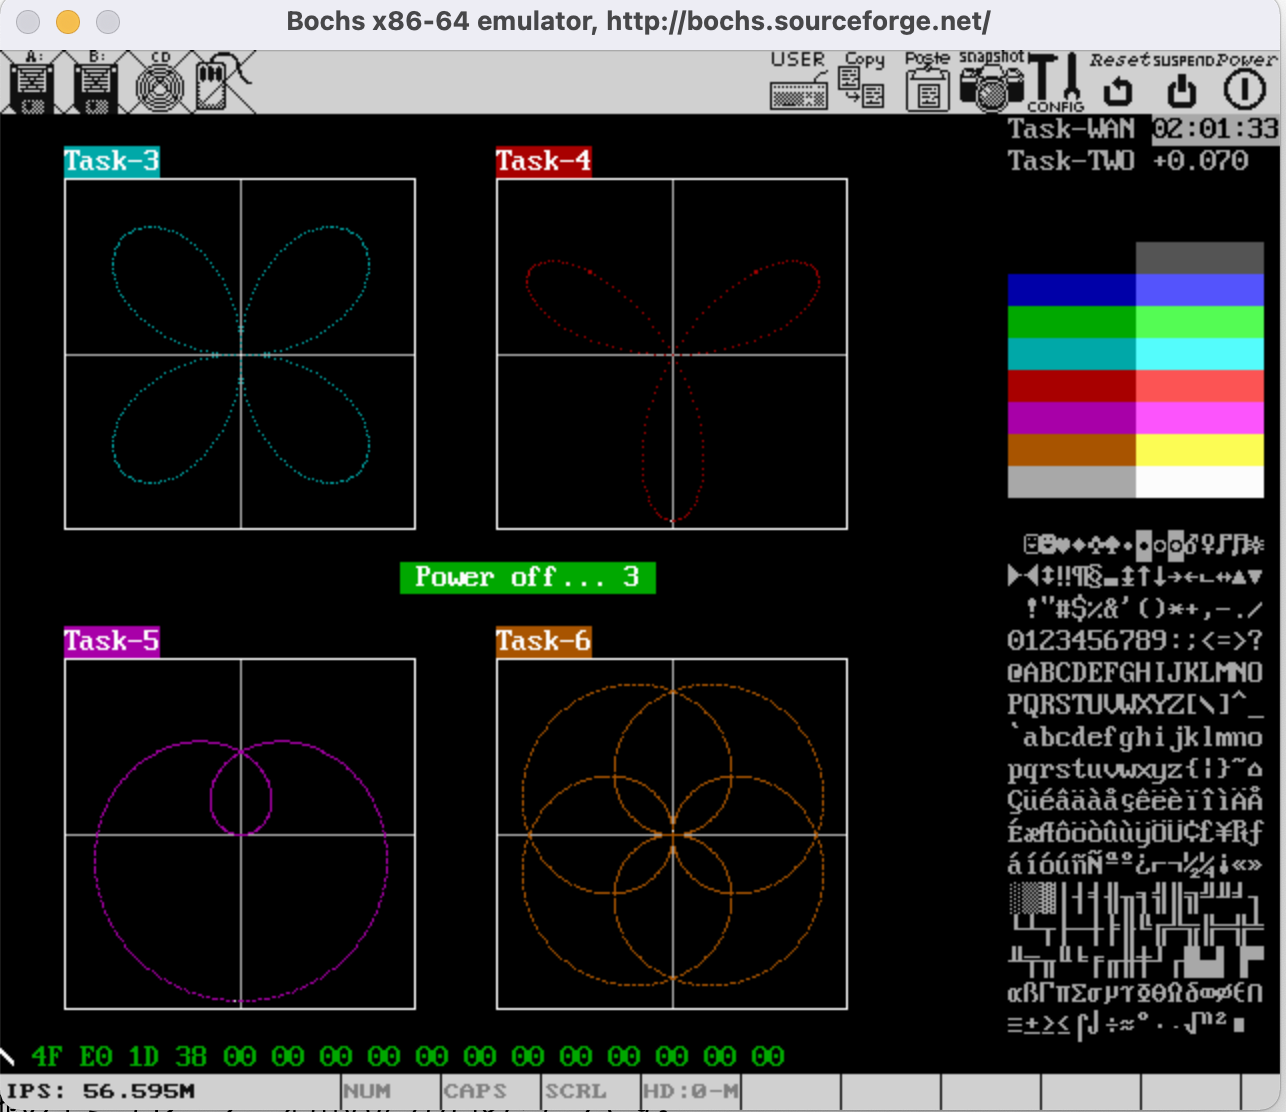 Bochs x86-64 emulator, http://bochs.sourceforge.net/
A: B: CD USER Copy Paste snapshot CONFIG Reset SUSPEND Power
Task-WAN 02:01:33
Task-TWO +0.070
Task-3 Task-4
Power off... 3
Task-5 Task-6
☺☻♥♦♣♠•◘○◙♂♀♪♫☼
►◄↕‼¶§▬↨↑↓→←∟↔▲▼
!"#$%&'()*+,-./
0123456789:;<=>?
@ABCDEFGHIJKLMNO
PQRSTUVWXYZ[\]^_
`abcdefghijklmno
pqrstuvwxyz{|}~⌂
ÇüéâäàåçêëèïîìÄÅ
ÉæÆôöòûùÿÖÜ¢£¥₧ƒ
áíóúñÑªº¿⌐¬½¼¡«»
░▒▓│┤╡╢╖╕╣║╗╝╜╛┐
└┴┬├─┼╞╟╚╔╩╦╠═╬╧
╨╤╥╙╘╒╓╫╪┘┌█▄▌▐▀
αßΓπΣσµτΦΘΩδ∞φε∩
≡±≥≤⌠⌡÷≈°∙·√ⁿ²■
4F E0 1D 38 00 00 00 00 00 00 00 00 00 00 00 00
IPS: 56.595M NUM CAPS SCRL HD:0-M